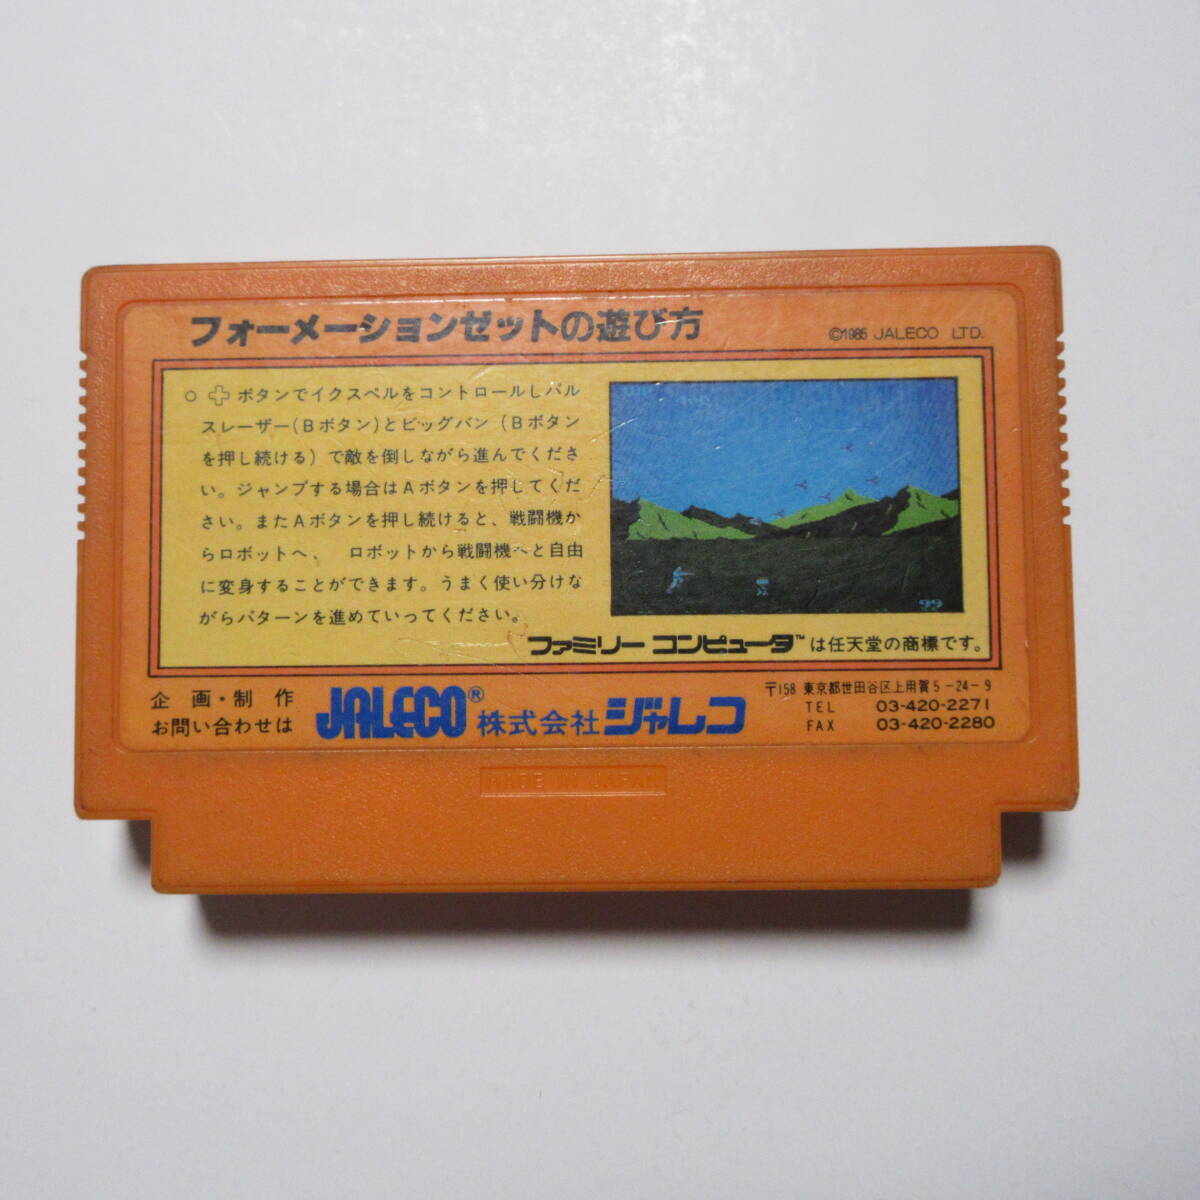 フォーメーションゼットの遊び方
©1985 JALECO LTD.
○ ✚ ボタンでイクスペルをコントロールしパル
スレーザー(Bボタン)とビッグバン (Bボタン
を押し続ける) で敵を倒しながら進んでくださ
い。ジャンプする場合はAボタンを押してくだ
さい。またAボタンを押し続けると、戦闘機か
らロボットへ、 ロボットから戦闘機へと自由
に変身することができます。うまく使い分けな
がらパターンを進めていってください。
99
ファミリー コンピュータ™は任天堂の商標です。
企 画・制 作
お問い合わせは
JALECO® 株式会社 ジャレコ
〒158 東京都世田谷区上用賀5-24-9
TEL 03-420-2271
FAX 03-420-2280
MADE IN JAPAN